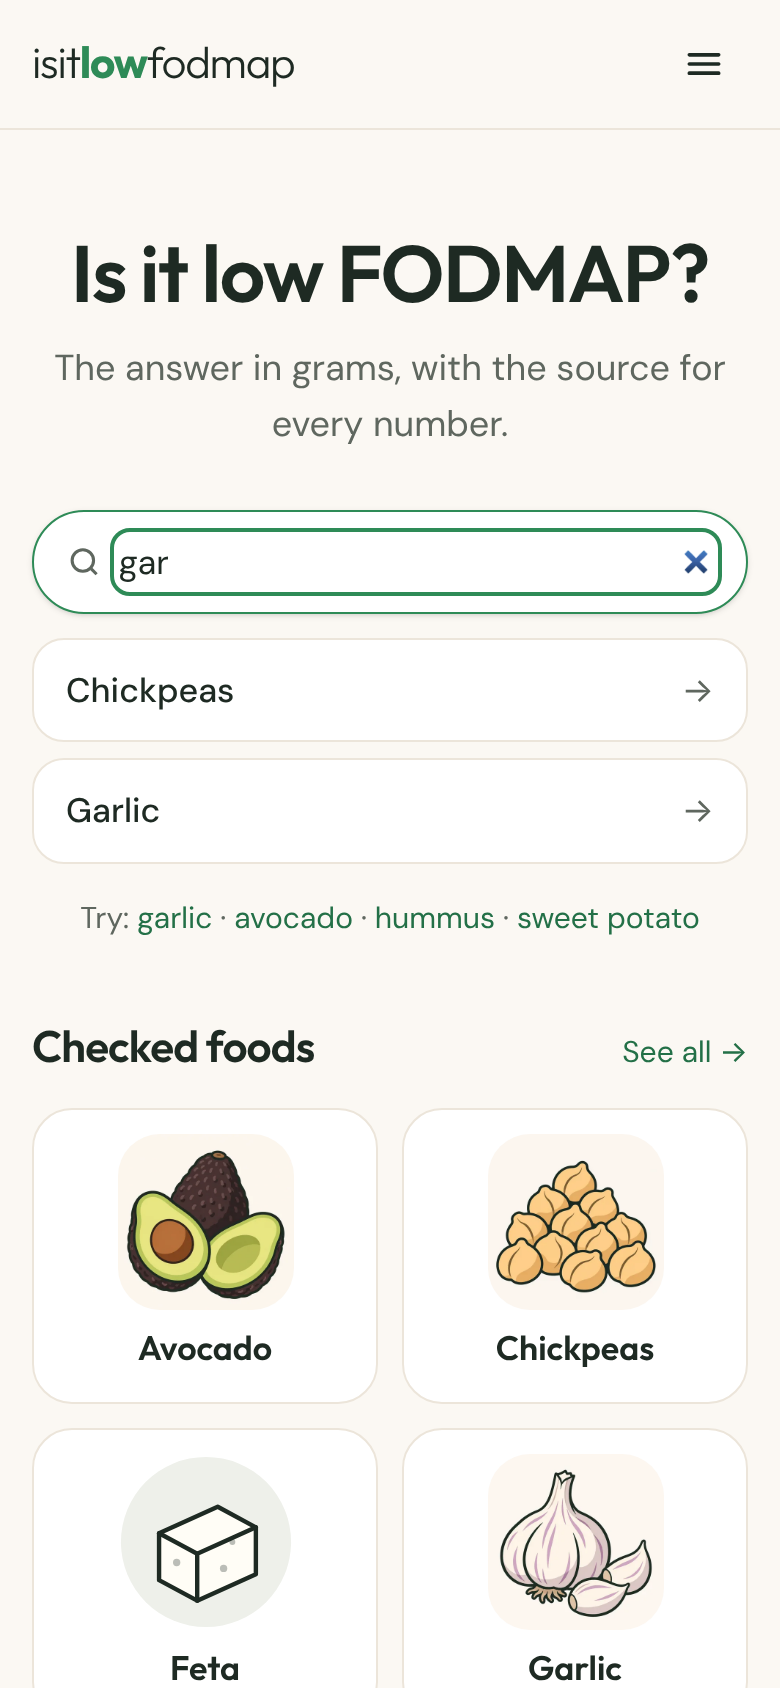 isitlowfodmap
Is it low FODMAP?
The answer in grams, with the source for
every number.
gar
Chickpeas →
Garlic →
Try: garlic · avocado · hummus · sweet potato
Checked foods
See all →
Avocado
Chickpeas
Feta
Garlic